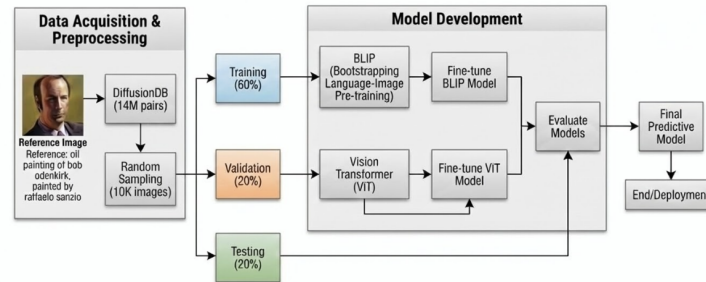 Data Acquisition &
Preprocessing
Reference Image
Reference: oil
painting of bob
odenkirk, painted by
raffaelo sanzio
DiffusionDB
(14M pairs)
Random
Sampling
(10K images)
Training
(60%)
Validation
(20%)
Testing
(20%)
Model Development
BLIP
(Bootstrapping
Language-Image
Pre-training)
Fine-tune
BLIP Model
Vision
Transformer
(ViT)
Fine-tune ViT
Model
Evaluate
Models
Final
Predictive
Model
End/Deployment